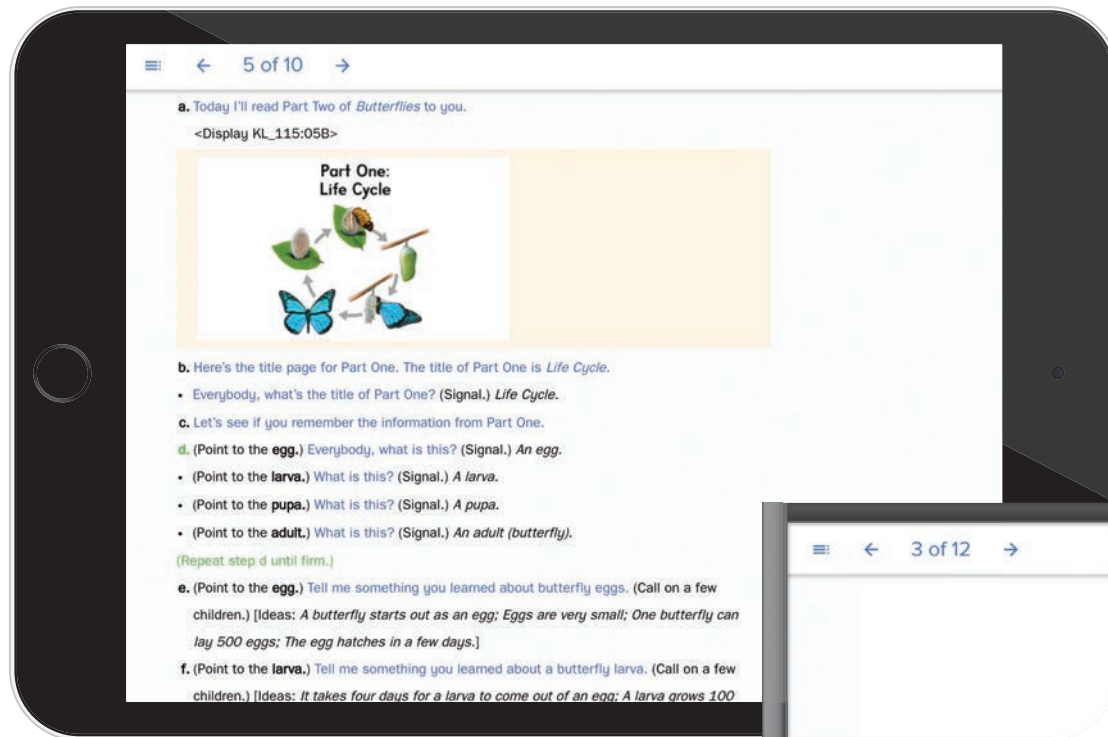 5 of 10
a. Today I'll read Part Two of Butterflies to you.
<Display KL_115:05B>
Part One:
Life Cycle
b. Here's the title page for Part One. The title of Part One is Life Cycle.
• Everybody, what's the title of Part One? (Signal.) Life Cycle.
c. Let's see if you remember the information from Part One.
d. (Point to the egg.) Everybody, what is this? (Signal.) An egg.
• (Point to the larva.) What is this? (Signal.) A larva.
• (Point to the pupa.) What is this? (Signal.) A pupa.
• (Point to the adult.) What is this? (Signal.) An adult (butterfly).
(Repeat step d until firm.)
e. (Point to the egg.) Tell me something you learned about butterfly eggs. (Call on a few
children.) [Ideas: A butterfly starts out as an egg; Eggs are very small; One butterfly can
lay 500 eggs; The egg hatches in a few days.]
f. (Point to the larva.) Tell me something you learned about a butterfly larva. (Call on a few
children.) [Ideas: It takes four days for a larva to come out of an egg; A larva grows 100
3 of 12